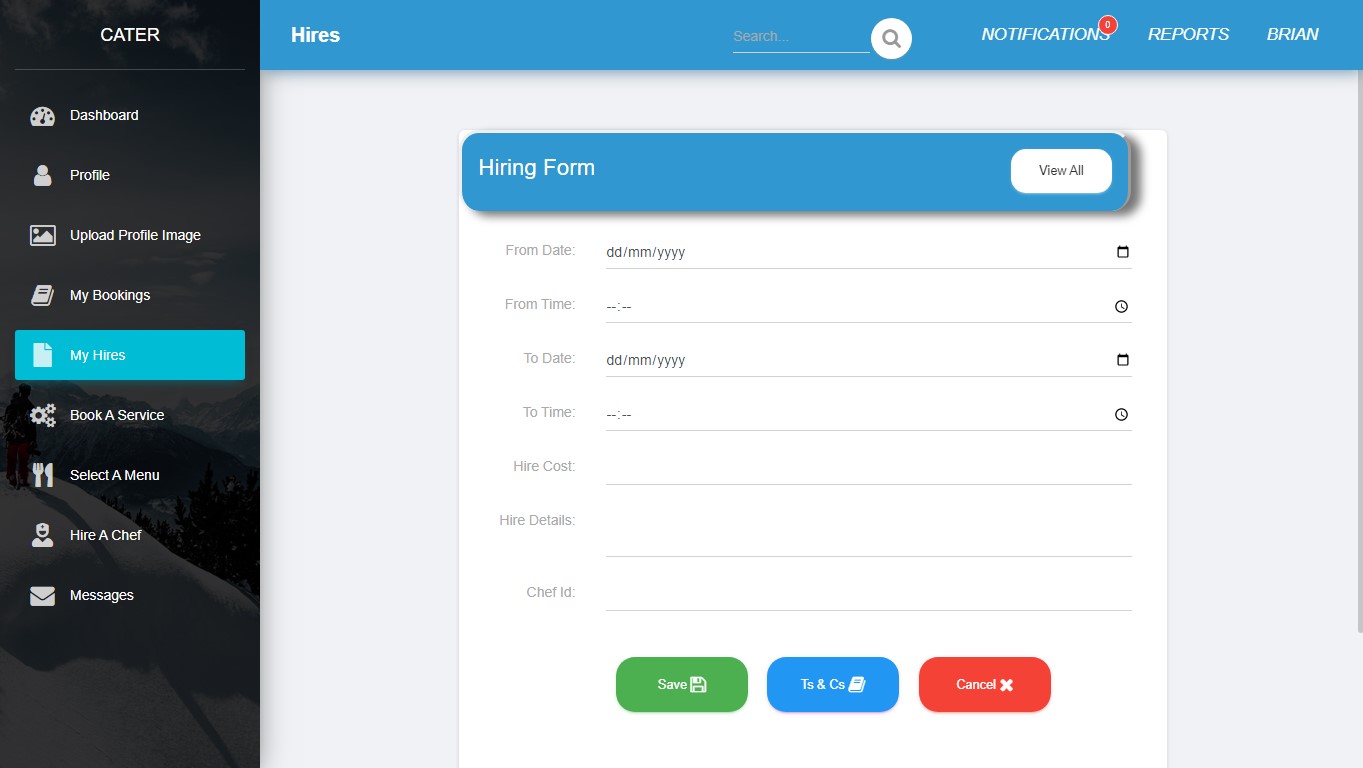 CATER
Hires
Search...
NOTIFICATIONS
0
REPORTS
BRIAN
Dashboard
Profile
Upload Profile Image
My Bookings
My Hires
Book A Service
Select A Menu
Hire A Chef
Messages
Hiring Form
View All
From Date:
dd/mm/yyyy
From Time:
--:--
To Date:
dd/mm/yyyy
To Time:
--:--
Hire Cost:
Hire Details:
Chef Id:
Save
Ts & Cs
Cancel